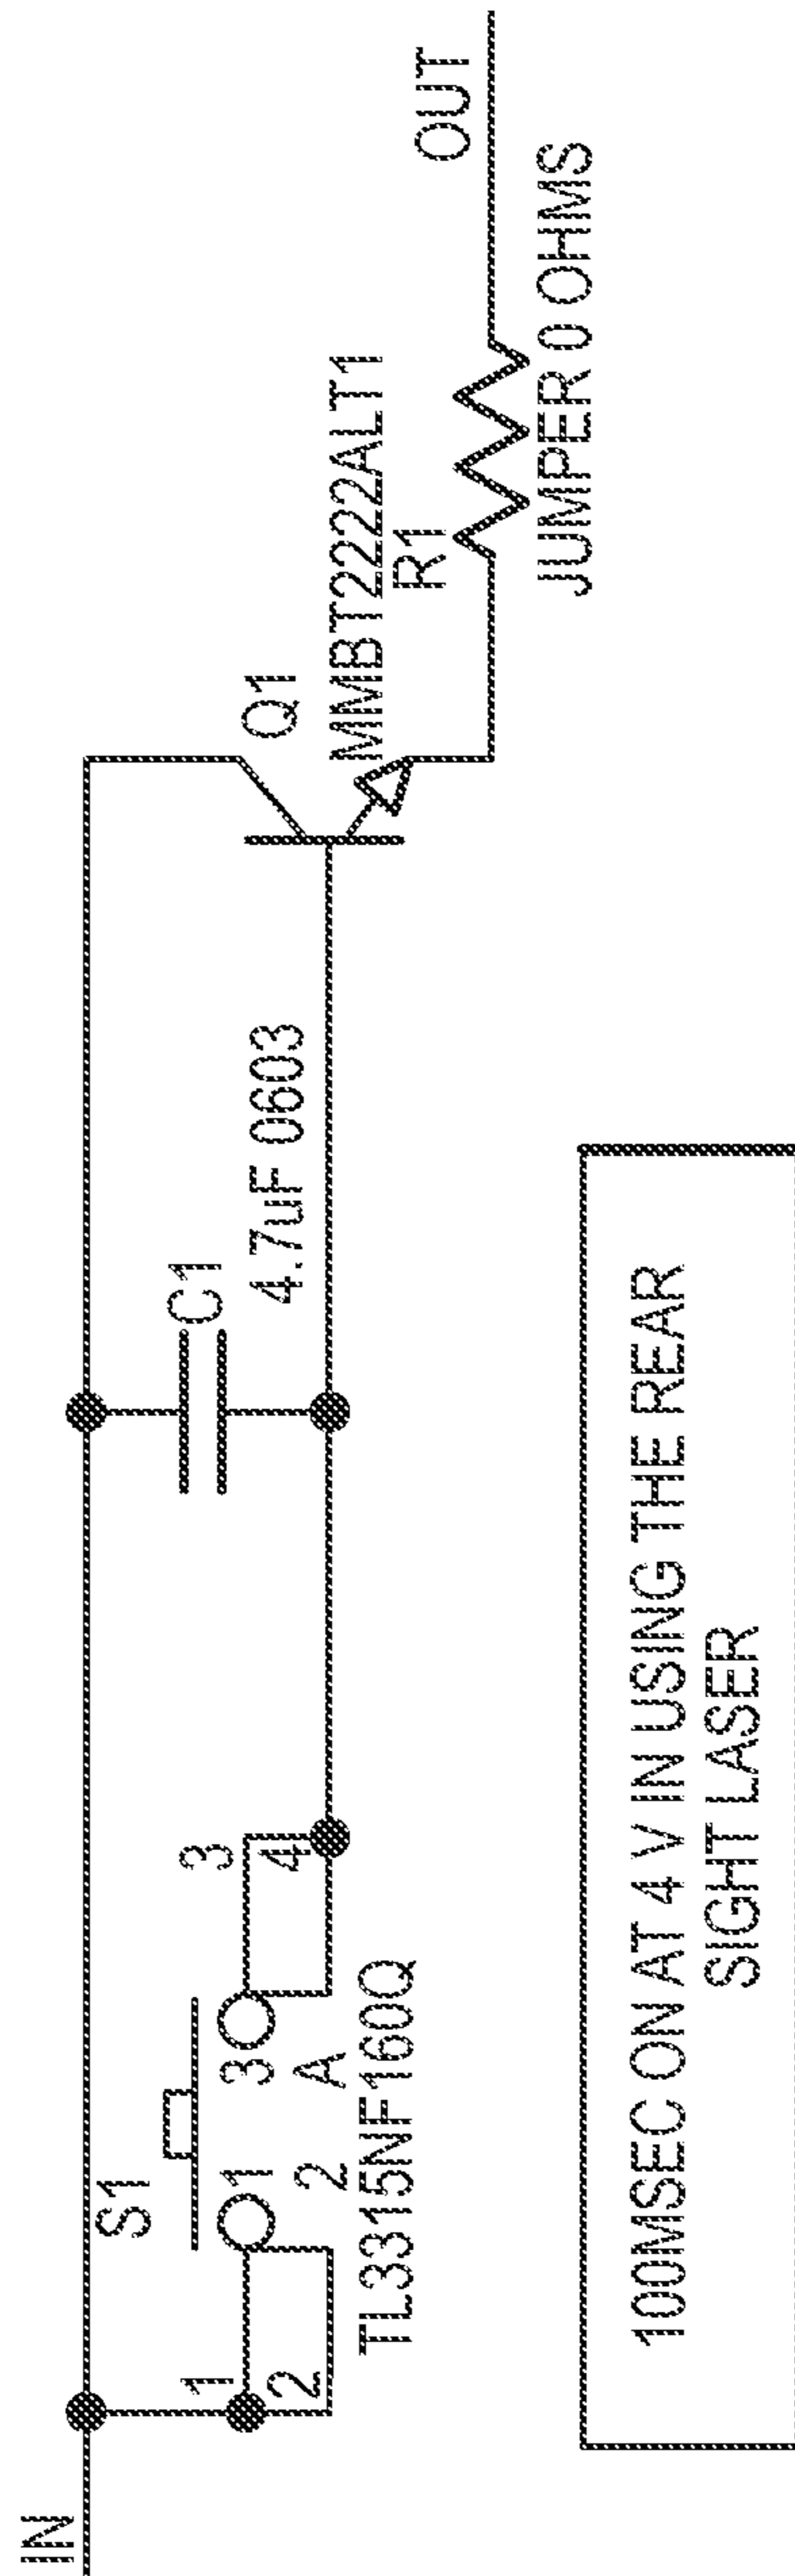 IN
S1
1
2
1
2
3
A
3
4
TL3315NF160Q
C1
4.7uF 0603
Q1
MMBT2222ALT1
R1
JUMPER 0 OHMS
OUT
100MSEC ON AT 4 V IN USING THE REAR
SIGHT LASER